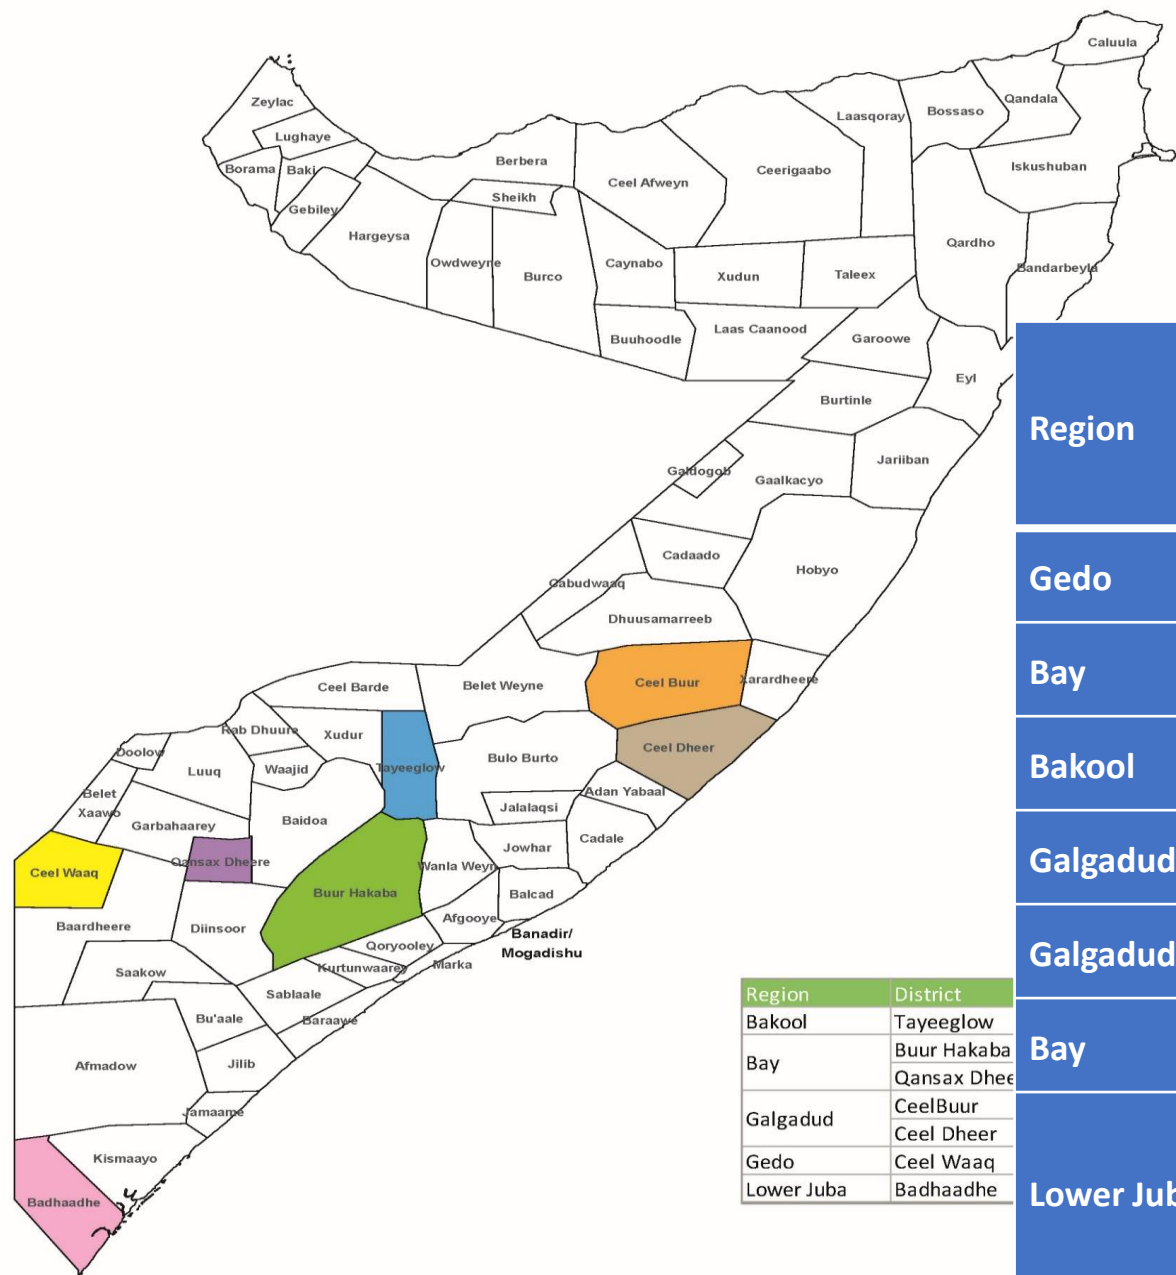 Caluula
Zeylac
Qandala
Bossaso
Laasqoray
Lughaye
Berbera
Iskushuban
Borama
Baki
Ceerigaabo
Ceel Afweyn
Sheikh
Gebiley
Hargeysa
Qardho
Owdweyne
Caynabo
Bandarbeyla
Burco
Xudun
Taleex
Laas Caanood
Buuhoodle
Garoowe
Eyl
Burtinle
Jariiban
Galdogob
Gaalkacyo
Cadaado
Hobyo
Cabudwaaq
Dhuusamarreeb
Ceel Barde
Belet Weyne
Ceel Buur
Xarardheere
Rab Dhuure
Xudur
Doolow
Ceel Dheer
Luuq
Waajid
Tayeeglow
Bulo Burto
Belet
Xaawo
Adan Yabaal
Jalalaqsi
Garbahaarey
Baidoa
Cadale
Jowhar
Ceel Waaq
Qansax Dheere
Wanla Weyn
Buur Hakaba
Balcad
Baardheere
Diinsoor
Afgooye
Banadir/
Mogadishu
Qoryooley
Saakow
Kurtunwaarey
Marka
Sablaale
Bu'aale
Baraawe
Afmadow
Jilib
Jamaame
Kismaayo
Badhaadhe
Region District
Bakool Tayeeglow
Bay Buur Hakaba
Qansax Dhee
Galgadud CeelBuur
Ceel Dheer
Gedo Ceel Waaq
Lower Juba Badhaadhe
Region
Gedo
Bay
Bakool
Galgadud
Galgadud
Bay
Lower Jub